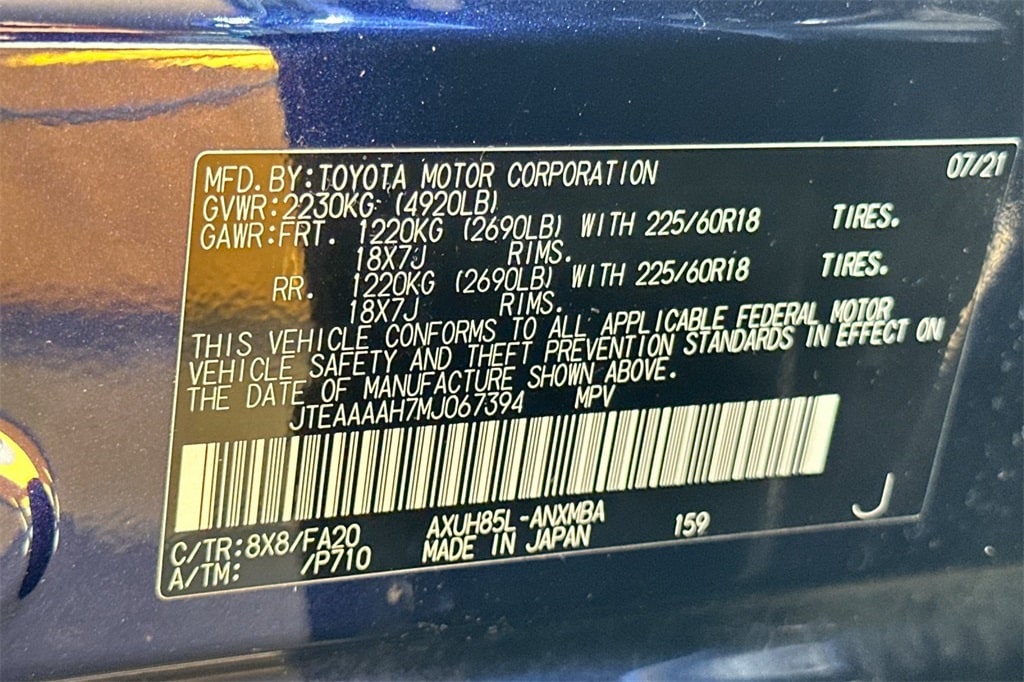 07/21
MFD.BY:TOYOTA MOTOR CORPORATION
GVWR:2230KG (4920LB)
GAWR:FRT. 1220KG (2690LB) WITH 225/60R18 TIRES.
18X7J RIMS.
RR. 1220KG (2690LB) WITH 225/60R18 TIRES.
18X7J RIMS.
THIS VEHICLE CONFORMS TO ALL APPLICABLE FEDERAL MOTOR
VEHICLE SAFETY AND THEFT PREVENTION STANDARDS IN EFFECT ON
THE DATE OF MANUFACTURE SHOWN ABOVE.
JTEAAAAH7MJ067394 MPV
C/TR:8X8/FA20 AXUH85L-ANXMBA 159 J
A/TM: /P710 MADE IN JAPAN